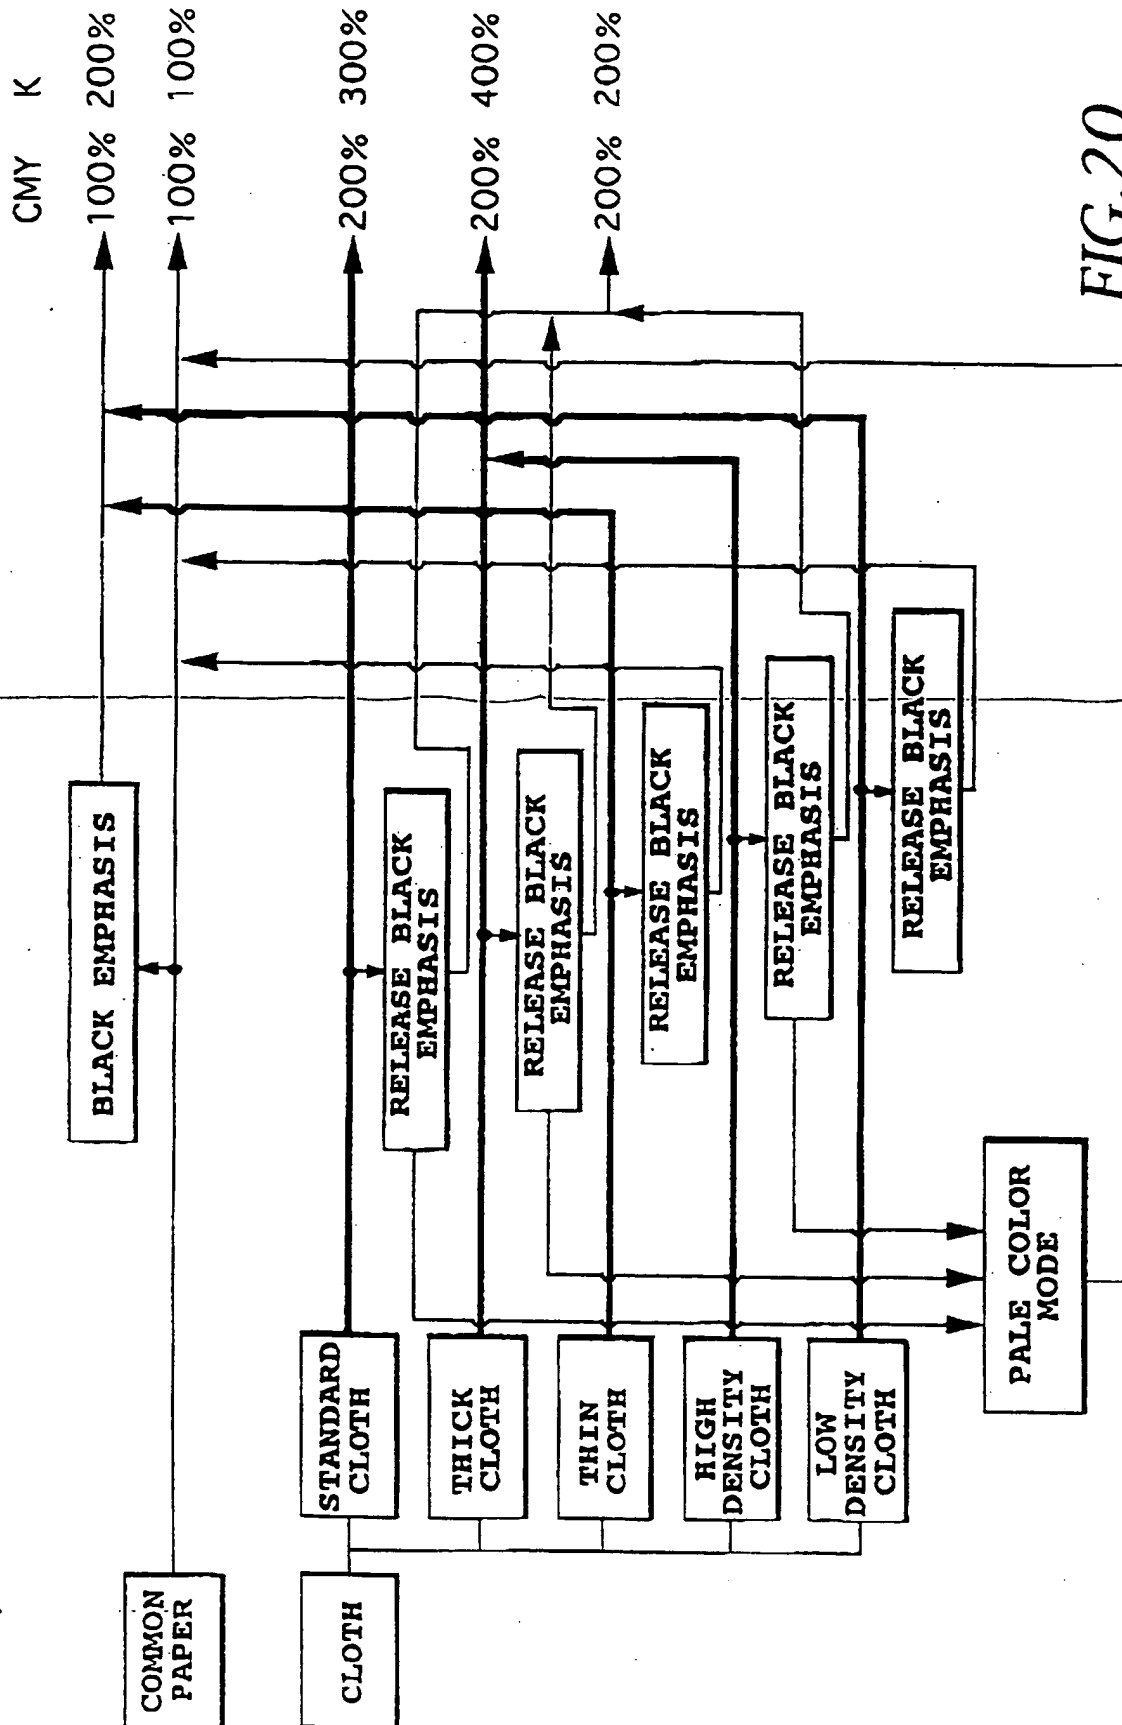 CMY K
100% 200%
100% 100%
200% 300%
200% 400%
200% 200%
BLACK EMPHASIS
RELEASE BLACK
EMPHASIS
RELEASE BLACK
EMPHASIS
RELEASE BLACK
EMPHASIS
RELEASE BLACK
EMPHASIS
RELEASE BLACK
EMPHASIS
COMMON
PAPER
CLOTH
STANDARD
CLOTH
THICK
CLOTH
THIN
CLOTH
HIGH
DENSITY
CLOTH
LOW
DENSITY
CLOTH
PALE COLOR
MODE
FIG.20